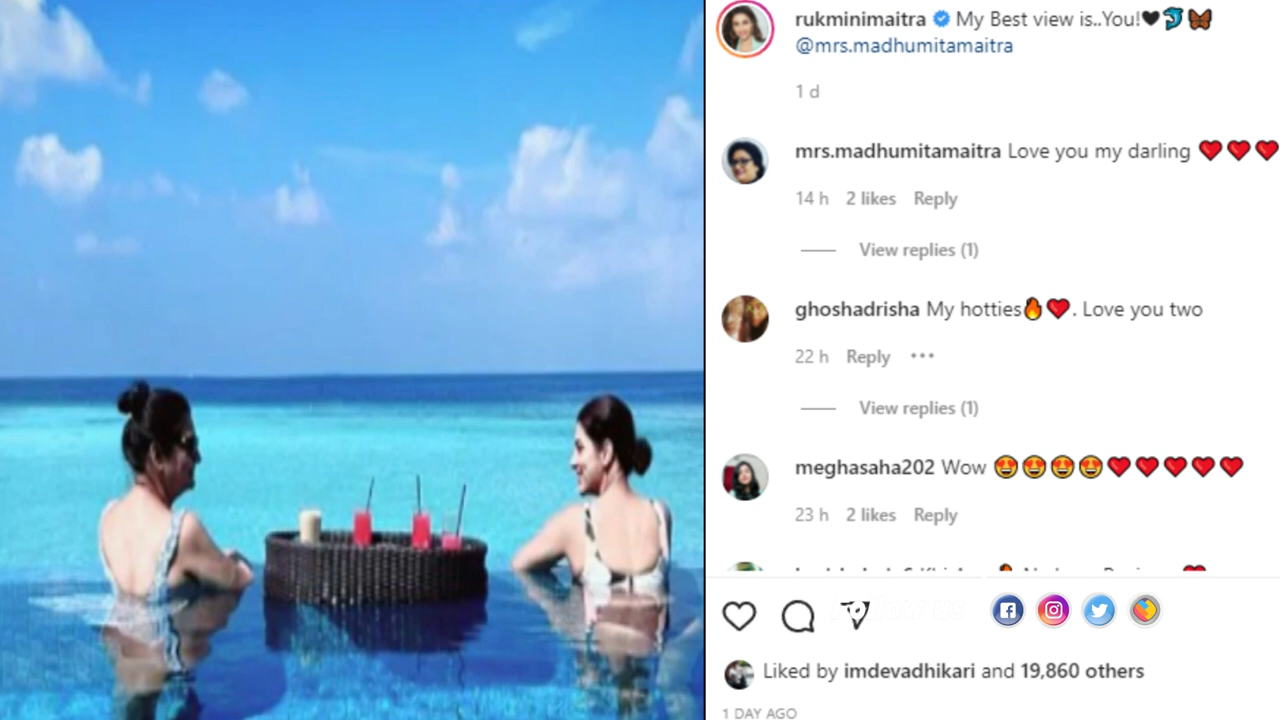 rukminimaitra My Best view is..You!🖤🐬🦋
@mrs.madhumitamaitra
1 d
mrs.madhumitamaitra Love you my darling ❤❤❤
14 h 2 likes Reply
View replies (1)
ghoshadrisha My hotties🔥❤. Love you two
22 h Reply •••
View replies (1)
meghasaha202 Wow 😍😍😍😍❤❤❤❤❤
23 h 2 likes Reply
Liked by imdevadhikari and 19,860 others
1 DAY AGO